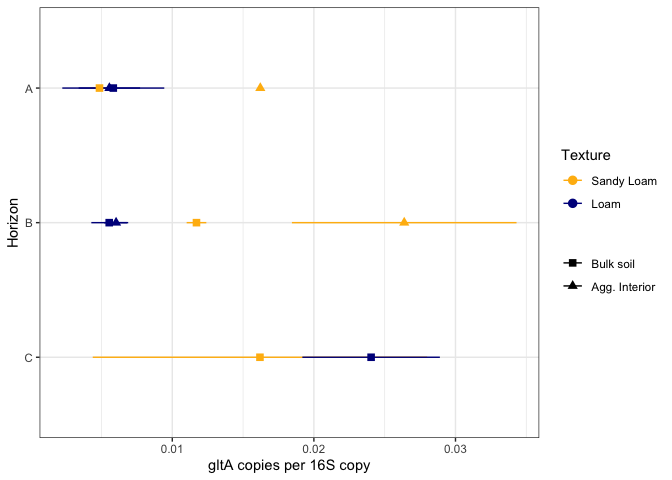 A
B
C
Horizon
0.01
0.02
0.03
gltA copies per 16S copy
Texture
Sandy Loam
Loam
Bulk soil
Agg. Interior